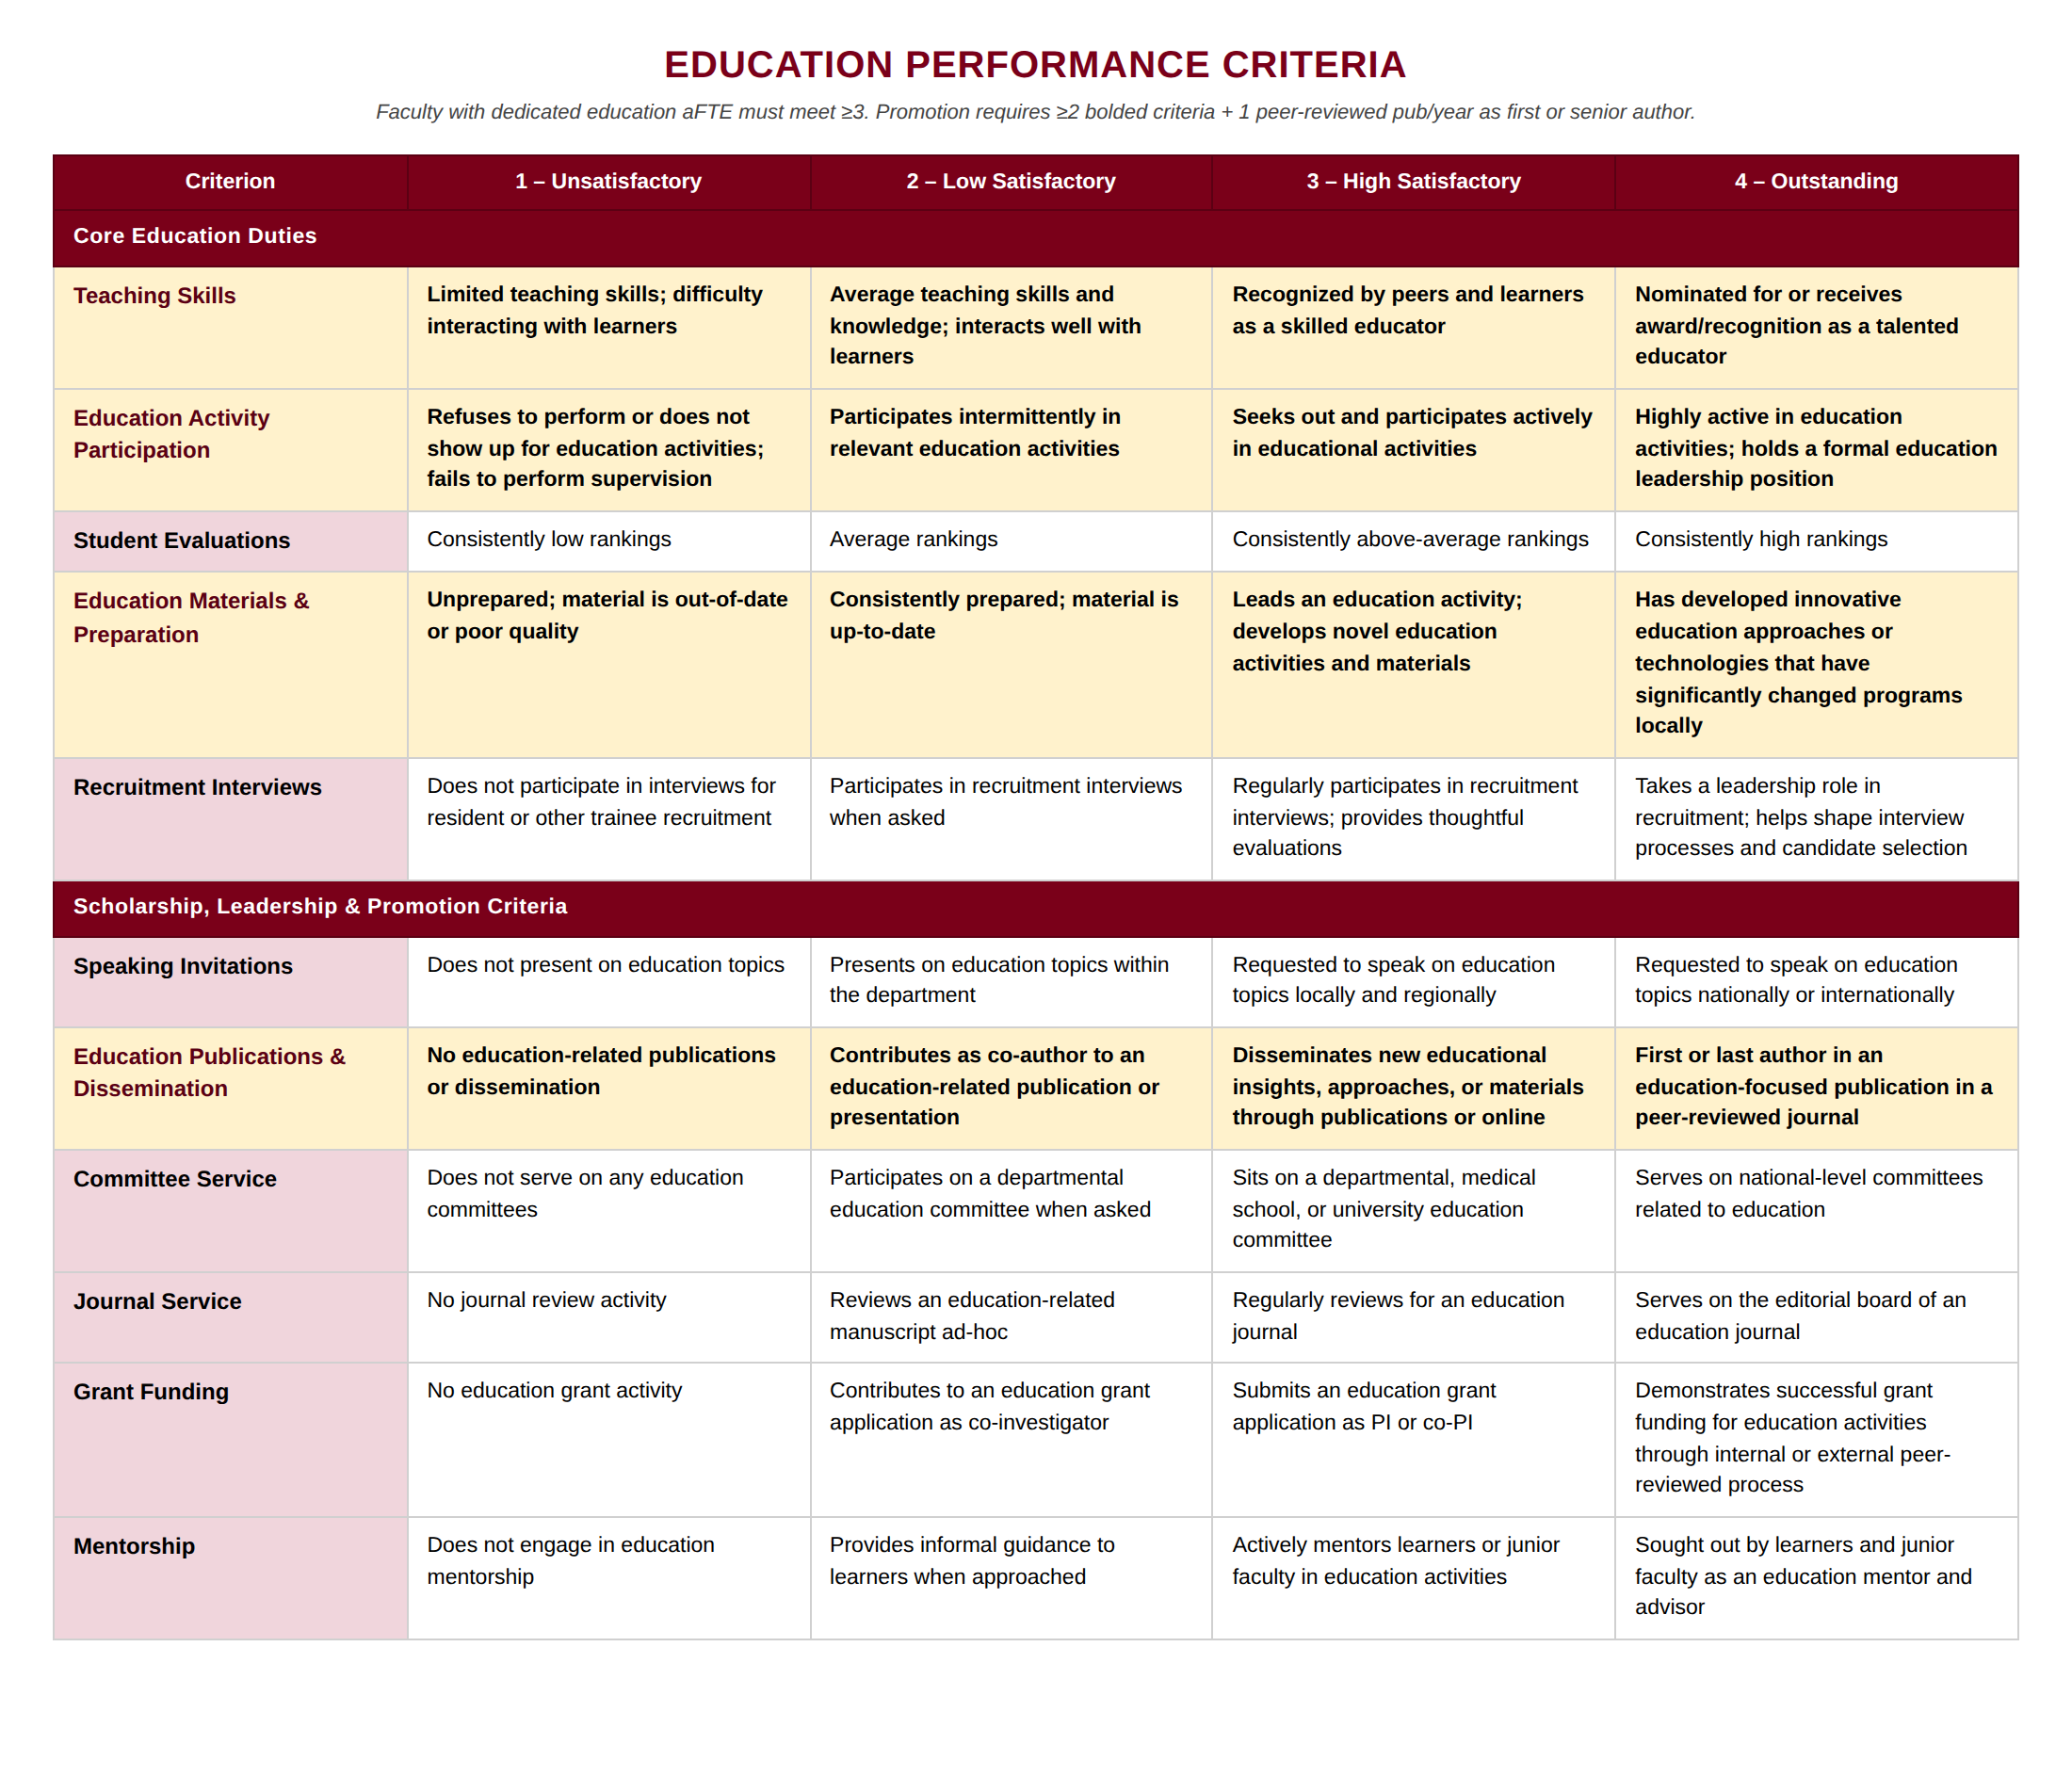 EDUCATION PERFORMANCE CRITERIA
Faculty with dedicated education aFTE must meet ≥3. Promotion requires ≥2 bolded criteria + 1 peer-reviewed pub/year as first or senior author.
Criterion
1 – Unsatisfactory
2 – Low Satisfactory
3 – High Satisfactory
4 – Outstanding
Core Education Duties
Teaching Skills
Limited teaching skills; difficulty
interacting with learners
Average teaching skills and
knowledge; interacts well with
learners
Recognized by peers and learners
as a skilled educator
Nominated for or receives
award/recognition as a talented
educator
Education Activity
Participation
Refuses to perform or does not
show up for education activities;
fails to perform supervision
Participates intermittently in
relevant education activities
Seeks out and participates actively
in educational activities
Highly active in education
activities; holds a formal education
leadership position
Student Evaluations
Consistently low rankings
Average rankings
Consistently above-average rankings
Consistently high rankings
Education Materials &
Preparation
Unprepared; material is out-of-date
or poor quality
Consistently prepared; material is
up-to-date
Leads an education activity;
develops novel education
activities and materials
Has developed innovative
education approaches or
technologies that have
significantly changed programs
locally
Recruitment Interviews
Does not participate in interviews for
resident or other trainee recruitment
Participates in recruitment interviews
when asked
Regularly participates in recruitment
interviews; provides thoughtful
evaluations
Takes a leadership role in
recruitment; helps shape interview
processes and candidate selection
Scholarship, Leadership & Promotion Criteria
Speaking Invitations
Does not present on education topics
Presents on education topics within
the department
Requested to speak on education
topics locally and regionally
Requested to speak on education
topics nationally or internationally
Education Publications &
Dissemination
No education-related publications
or dissemination
Contributes as co-author to an
education-related publication or
presentation
Disseminates new educational
insights, approaches, or materials
through publications or online
First or last author in an
education-focused publication in a
peer-reviewed journal
Committee Service
Does not serve on any education
committees
Participates on a departmental
education committee when asked
Sits on a departmental, medical
school, or university education
committee
Serves on national-level committees
related to education
Journal Service
No journal review activity
Reviews an education-related
manuscript ad-hoc
Regularly reviews for an education
journal
Serves on the editorial board of an
education journal
Grant Funding
No education grant activity
Contributes to an education grant
application as co-investigator
Submits an education grant
application as PI or co-PI
Demonstrates successful grant
funding for education activities
through internal or external peer-
reviewed process
Mentorship
Does not engage in education
mentorship
Provides informal guidance to
learners when approached
Actively mentors learners or junior
faculty in education activities
Sought out by learners and junior
faculty as an education mentor and
advisor